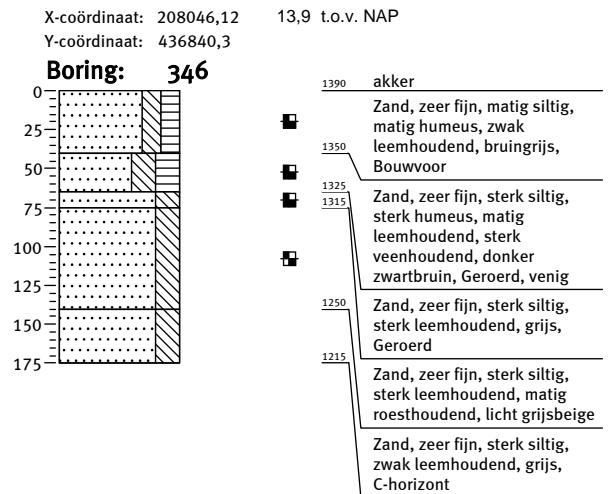 X-coördinaat: 208046,12 13,9 t.o.v. NAP
Y-coördinaat: 436840,3
Boring: 346
0
25
50
75
100
125
150
175
1390 akker
Zand, zeer fijn, matig siltig,
matig humeus, zwak
leemhoudend, bruingrijs,
Bouwvoor
1350
Zand, zeer fijn, sterk siltig,
sterk humeus, matig
leemhoudend, sterk
veenhoudend, donker
zwartbruin, Geroerd, venig
1325
Zand, zeer fijn, sterk siltig,
sterk leemhoudend, grijs,
Geroerd
1315
Zand, zeer fijn, sterk siltig,
sterk leemhoudend, matig
roesthoudend, licht grijsbeige
1250
Zand, zeer fijn, sterk siltig,
zwak leemhoudend, grijs,
C-horizont
1215